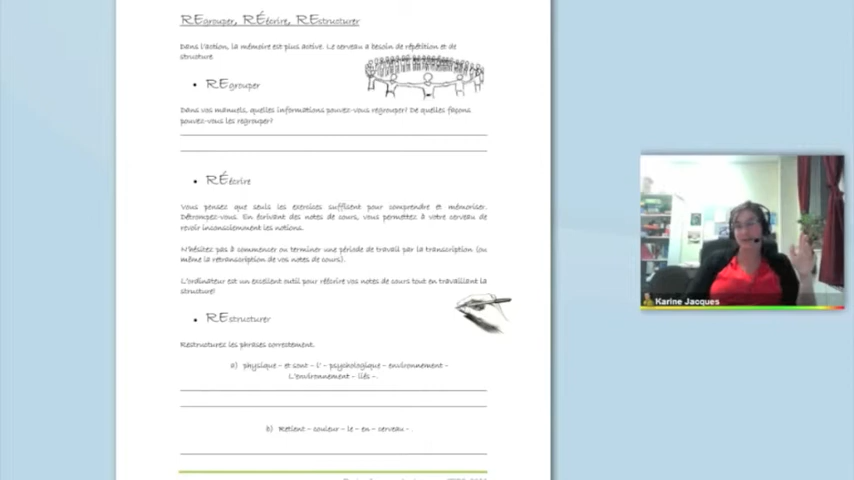 REgrouper, RÉécrire, REstructurer
Dans l'action, la mémoire est plus active. Le cerveau a besoin de répétition et de
structure.
• REgrouper
Dans vos manuels, quelles informations pouvez-vous regrouper? De quelles façons
pouvez-vous les regrouper?
• RÉécrire
Vous pensez que seuls les exercices suffisent pour comprendre et mémoriser.
Détrompez-vous. En écrivant des notes de cours, vous permettez à votre cerveau de
revoir inconsciemment les notions.
N'hésitez pas à commencer ou terminer une période de travail par la transcription (ou
même la retranscription de vos notes de cours).
L'ordinateur est un excellent outil pour réécrire vos notes de cours tout en travaillant la
structure!
• REstructurer
Restructurez les phrases correctement.
a) physique – et sont – l' – psychologique – environnement –
L'environnement – liés –.
b) Retient – couleur – le – en – cerveau – .
Karine Jacques